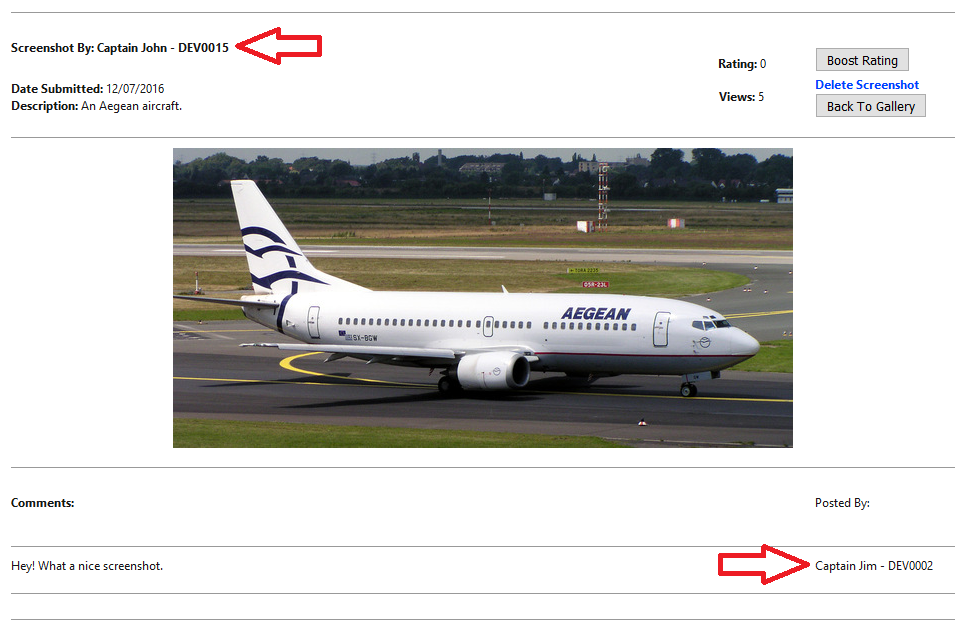 Screenshot By: Captain John - DEV0015
Rating: 0
Boost Rating
Date Submitted: 12/07/2016
Delete Screenshot
Description: An Aegean aircraft.
Views: 5
Back To Gallery
AEGEAN
SX-BGW
Comments:
Posted By:
Hey! What a nice screenshot.
Captain Jim - DEV0002